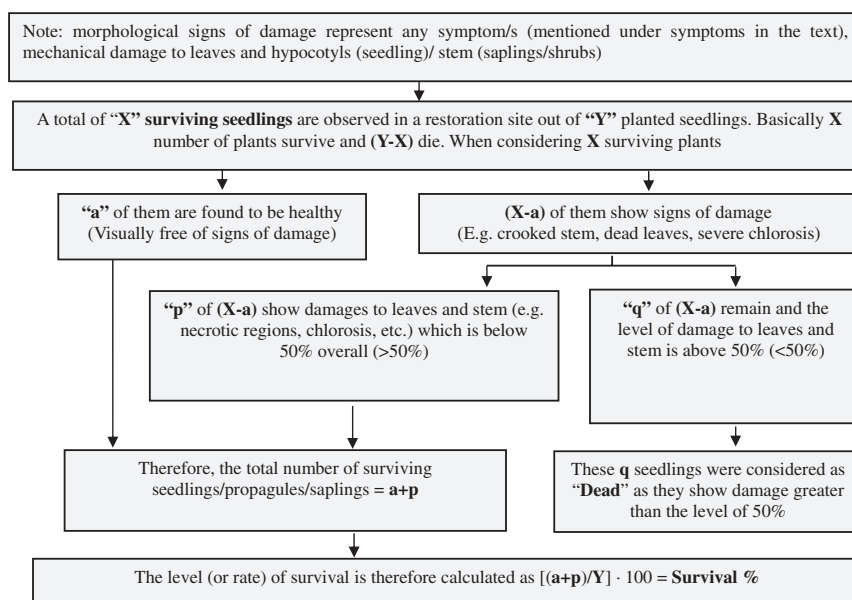 Note: morphological signs of damage represent any symptom/s (mentioned under symptoms in the text),
mechanical damage to leaves and hypocotyls (seedling)/ stem (saplings/shrubs)
A total of “X” surviving seedlings are observed in a restoration site out of “Y” planted seedlings. Basically X
number of plants survive and (Y-X) die. When considering X surviving plants
“a” of them are found to be healthy
(Visually free of signs of damage)
(X-a) of them show signs of damage
(E.g. crooked stem, dead leaves, severe chlorosis)
“p” of (X-a) show damages to leaves and stem (e.g.
necrotic regions, chlorosis, etc.) which is below
50% overall (>50%)
“q” of (X-a) remain and the
level of damage to leaves and
stem is above 50% (<50%)
Therefore, the total number of surviving
seedlings/propagules/saplings = a+p
These q seedlings were considered as
“Dead” as they show damage greater
than the level of 50%
The level (or rate) of survival is therefore calculated as [(a+p)/Y] · 100 = Survival %